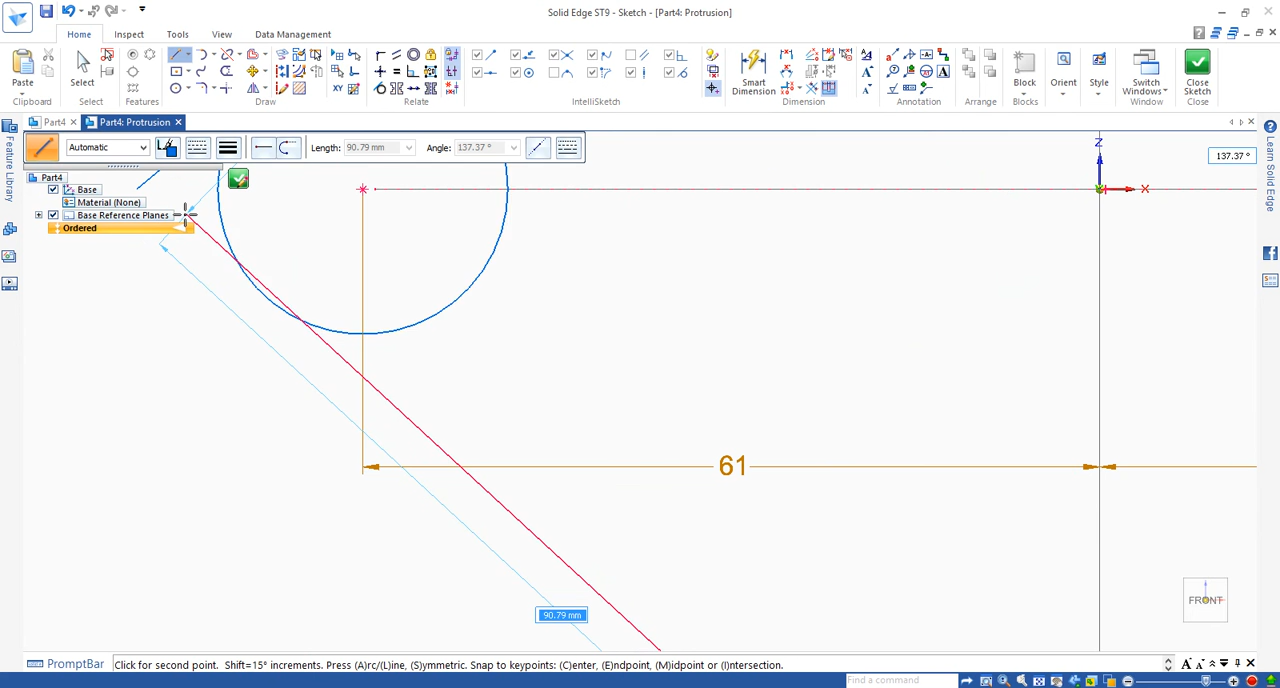 Solid Edge ST9 - Sketch - [Part4: Protrusion]
Home
Inspect
Tools
View
Data Management
Paste
Clipboard
Select
Select
Features
Draw
Relate
IntelliSketch
Smart
Dimension
Dimension
Annotation
Arrange
Block
Blocks
Orient
Style
Switch
Windows
Window
Close
Sketch
Close
Part4
Part4: Protrusion
Automatic
Length: 90.79 mm
Angle: 137.37 °
137.37 °
Part4
Base
Material (None)
Base Reference Planes
Ordered
Feature Library
Learn Solid Edge
Z
X
61
90.79 mm
FRONT
PromptBar
Click for second point. Shift=15° increments. Press (A)rc/(L)ine, (S)ymmetric. Snap to keypoints: (C)enter, (E)ndpoint, (M)idpoint or (I)ntersection.
Find a command